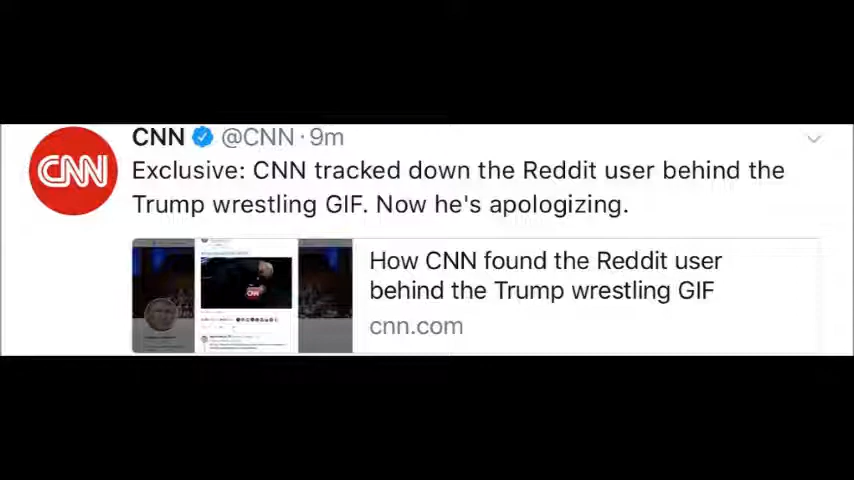 CNN
CNN @CNN · 9m
Exclusive: CNN tracked down the Reddit user behind the
Trump wrestling GIF. Now he's apologizing.
CNN
How CNN found the Reddit user
behind the Trump wrestling GIF
cnn.com